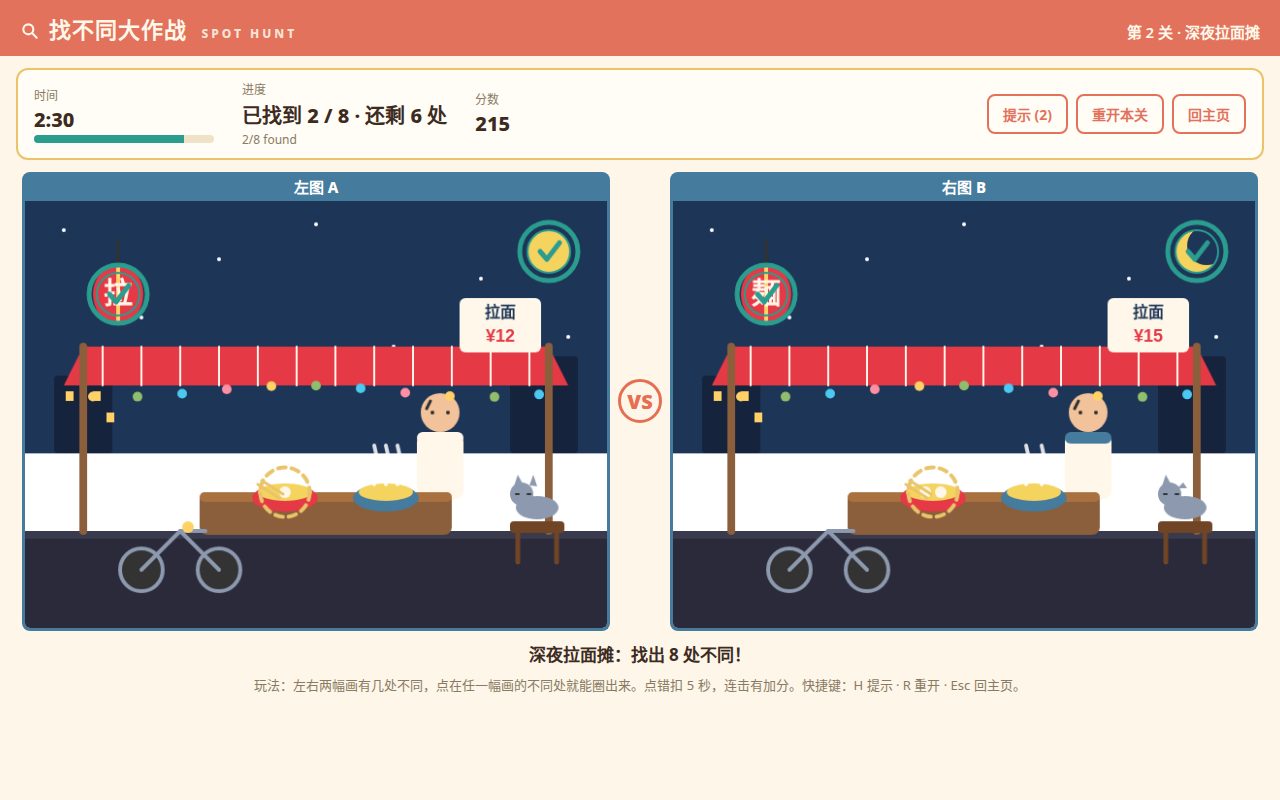 找不同大作战 SPOT HUNT
第 2 关 · 深夜拉面摊
时间
2:30
进度
已找到 2 / 8 · 还剩 6 处
2/8 found
分数
215
提示 (2)
重开本关
回主页
左图 A
右图 B
拉
拉面
¥12
VS
麺
拉面
¥15
深夜拉面摊：找出 8 处不同！
玩法：左右两幅画有几处不同，点在任一幅画的不同处就能圈出来。点错扣 5 秒，连击有加分。快捷键：H 提示 · R 重开 · Esc 回主页。